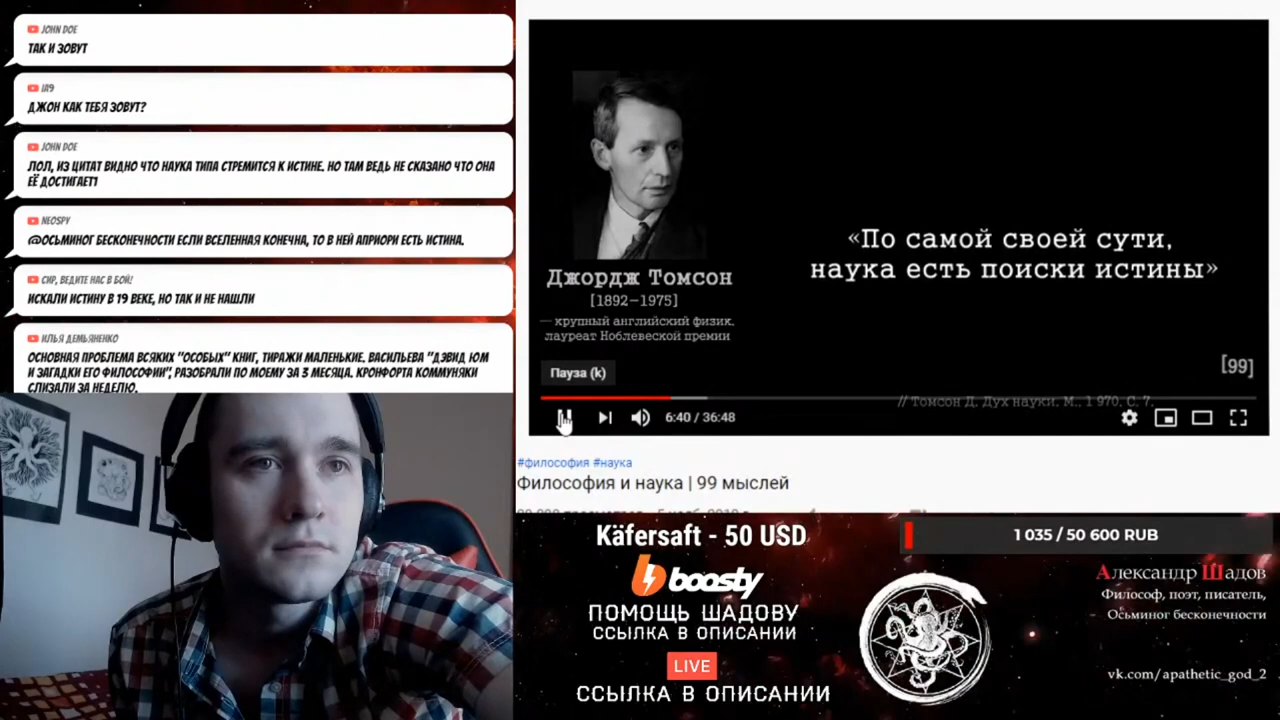 JOHN DOE
ТАК И ЗОВУТ
IA9
ДЖОН КАК ТЕБЯ ЗОВУТ?
JOHN DOE
ЛОЛ, ИЗ ЦИТАТ ВИДНО ЧТО НАУКА ТИПА СТРЕМИТСЯ К ИСТИНЕ. НО ТАМ ВЕДЬ НЕ СКАЗАНО ЧТО ОНА
ЕЁ ДОСТИГАЕТ1
NEOSPY
@ОСЬМИНОГ БЕСКОНЕЧНОСТИ ЕСЛИ ВСЕЛЕННАЯ КОНЕЧНА, ТО В НЕЙ АПРИОРИ ЕСТЬ ИСТИНА.
СИР, ВЕДИТЕ НАС В БОЙ!
ИСКАЛИ ИСТИНУ В 19 ВЕКЕ, НО ТАК И НЕ НАШЛИ
ИЛЬЯ ДЕМЬЯНЕНКО
ОСНОВНАЯ ПРОБЛЕМА ВСЯКИХ "ОСОБЫХ" КНИГ, ТИРАЖИ МАЛЕНЬКИЕ. ВАСИЛЬЕВА "ДЭВИД ЮМ
И ЗАГАДКИ ЕГО ФИЛОСОФИИ", РАЗОБРАЛИ ПО МОЕМУ ЗА 3 МЕСЯЦА. КРОНФОРТА КОММУНЯКИ
СЛИЗАЛИ ЗА НЕДЕЛЮ.
«По самой своей сути,
наука есть поиски истины»
Джордж Томсон
[1892–1975]
— крупный английский физик,
лауреат Нобелевской премии
[99]
Пауза (k)
// Томсон Д. Дух науки. М., 1970. С. 7.
6:40 / 36:48
#философия #наука
Философия и наука | 99 мыслей
Käfersaft - 50 USD
boosty
ПОМОЩЬ ШАДОВУ
ССЫЛКА В ОПИСАНИИ
LIVE
ССЫЛКА В ОПИСАНИИ
1 035 / 50 600 RUB
Александр Шадов
Философ, поэт, писатель,
Осьминог бесконечности
vk.com/apathetic_god_2